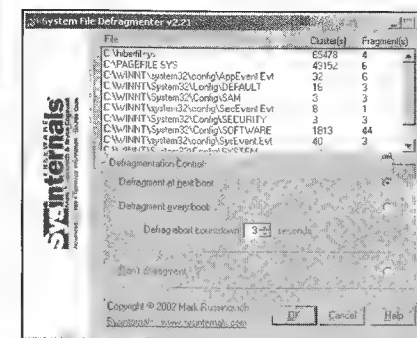 System File Defragmenter v2.21
File Cluster(s) Fragment(s)
C:\hiberfil.sys 65478 4
C:\PAGEFILE.SYS 49152 6
C:\WINNT\system32\config\AppEvent.Evt 32 6
C:\WINNT\System32\Config\DEFAULT 16 3
C:\WINNT\System32\Config\SAM 3 3
C:\WINNT\system32\config\SecEvent.Evt 8 1
C:\WINNT\System32\Config\SECURITY 3 3
C:\WINNT\System32\Config\SOFTWARE 1813 44
C:\WINNT\system32\config\SysEvent.Evt 40 3
Sysinternals
Defragmentation Control
Defragment at next boot
Defragment every boot
Defrag abort countdown 3 seconds
Don't defragment
Copyright © 2002 Mark Russinovich
Sysinternals - www.sysinternals.com
OK Cancel Help